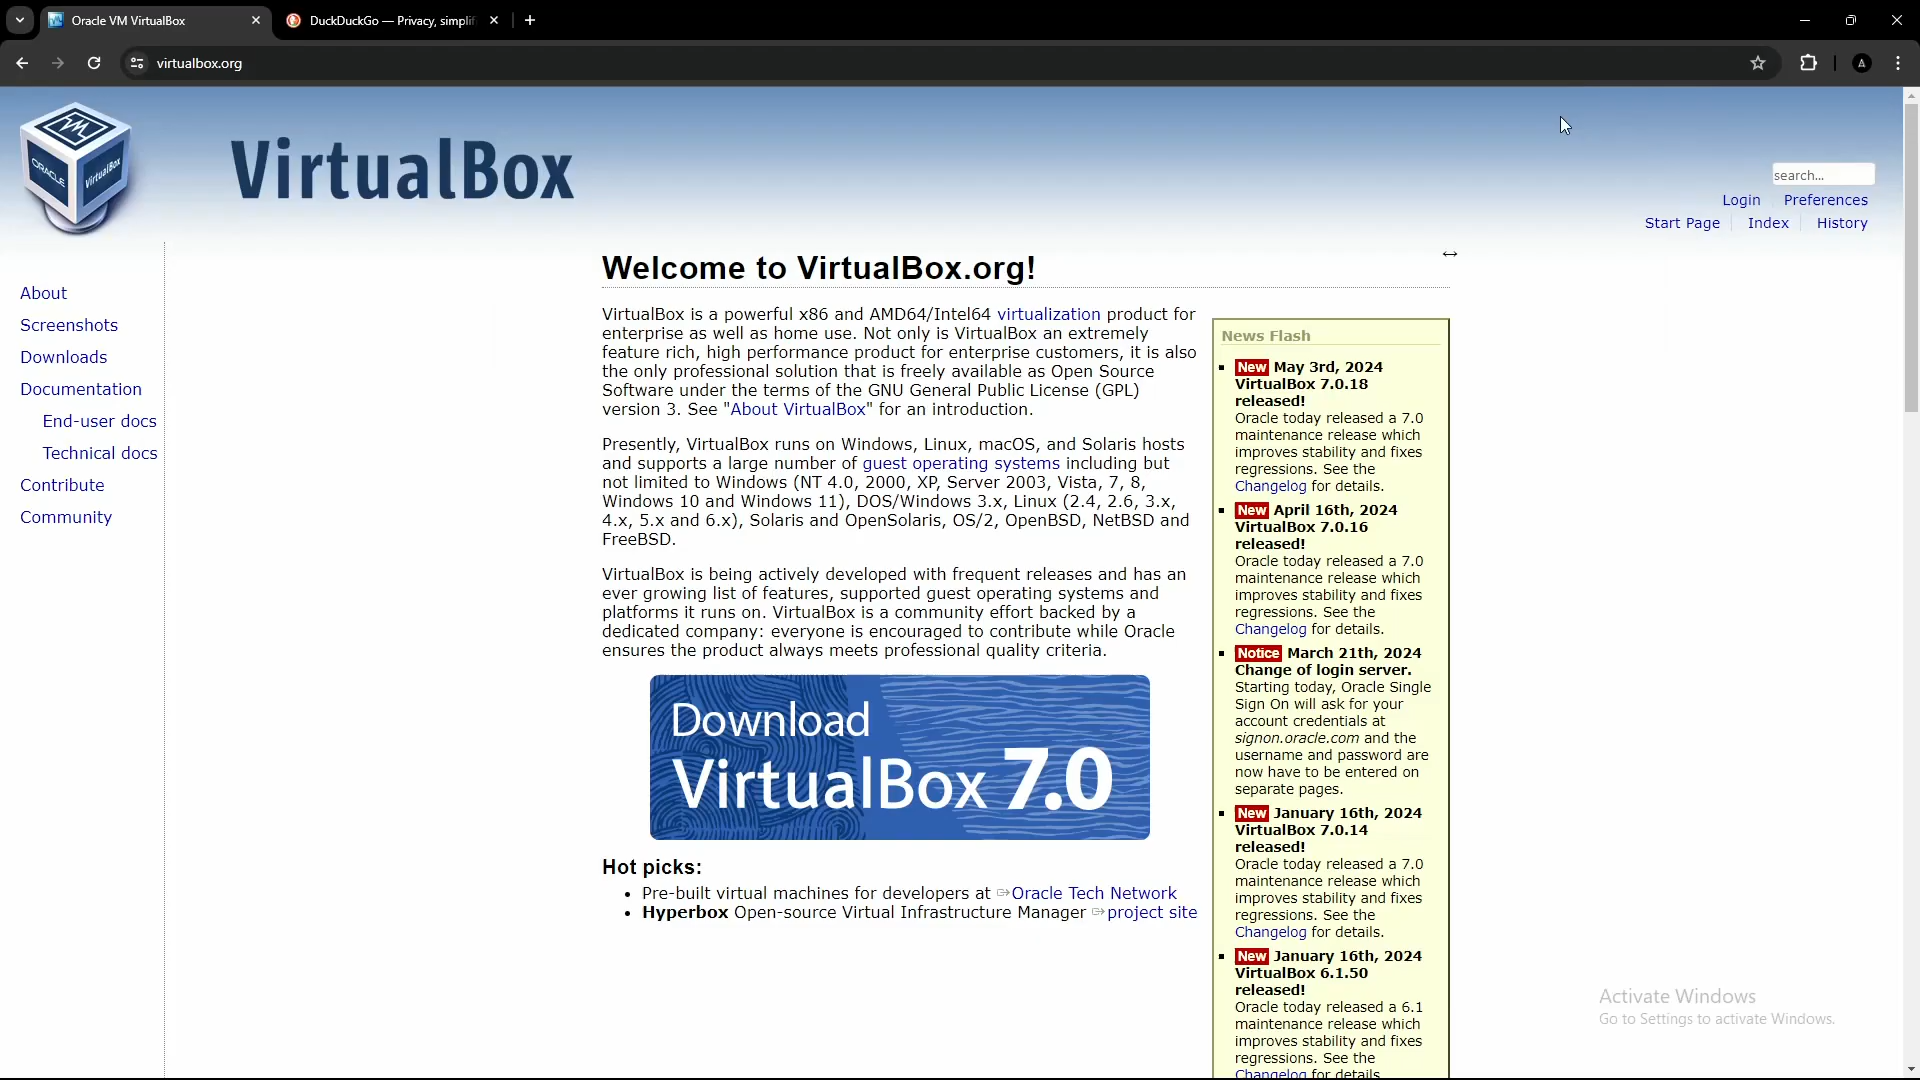 Oracle VM VirtualBox
DuckDuckGo — Privacy, simplif
virtualbox.org
A
ORACLE
VirtualBox
VirtualBox
search...
Login Preferences
Start Page Index History
About
Screenshots
Downloads
Documentation
End-user docs
Technical docs
Contribute
Community
Welcome to VirtualBox.org!
VirtualBox is a powerful x86 and AMD64/Intel64 virtualization product for
enterprise as well as home use. Not only is VirtualBox an extremely
feature rich, high performance product for enterprise customers, it is also
the only professional solution that is freely available as Open Source
Software under the terms of the GNU General Public License (GPL)
version 3. See "About VirtualBox" for an introduction.
Presently, VirtualBox runs on Windows, Linux, macOS, and Solaris hosts
and supports a large number of guest operating systems including but
not limited to Windows (NT 4.0, 2000, XP, Server 2003, Vista, 7, 8,
Windows 10 and Windows 11), DOS/Windows 3.x, Linux (2.4, 2.6, 3.x,
4.x, 5.x and 6.x), Solaris and OpenSolaris, OS/2, OpenBSD, NetBSD and
FreeBSD.
VirtualBox is being actively developed with frequent releases and has an
ever growing list of features, supported guest operating systems and
platforms it runs on. VirtualBox is a community effort backed by a
dedicated company: everyone is encouraged to contribute while Oracle
ensures the product always meets professional quality criteria.
Download
VirtualBox 7.0
Hot picks:
• Pre-built virtual machines for developers at Oracle Tech Network
• Hyperbox Open-source Virtual Infrastructure Manager project site
News Flash
New May 3rd, 2024
VirtualBox 7.0.18
released!
Oracle today released a 7.0
maintenance release which
improves stability and fixes
regressions. See the
Changelog for details.
New April 16th, 2024
VirtualBox 7.0.16
released!
Oracle today released a 7.0
maintenance release which
improves stability and fixes
regressions. See the
Changelog for details.
Notice March 21th, 2024
Change of login server.
Starting today, Oracle Single
Sign On will ask for your
account credentials at
signon.oracle.com and the
username and password are
now have to be entered on
separate pages.
New January 16th, 2024
VirtualBox 7.0.14
released!
Oracle today released a 7.0
maintenance release which
improves stability and fixes
regressions. See the
Changelog for details.
New January 16th, 2024
VirtualBox 6.1.50
released!
Oracle today released a 6.1
maintenance release which
improves stability and fixes
regressions. See the
Changelog for details.
Activate Windows
Go to Settings to activate Windows.